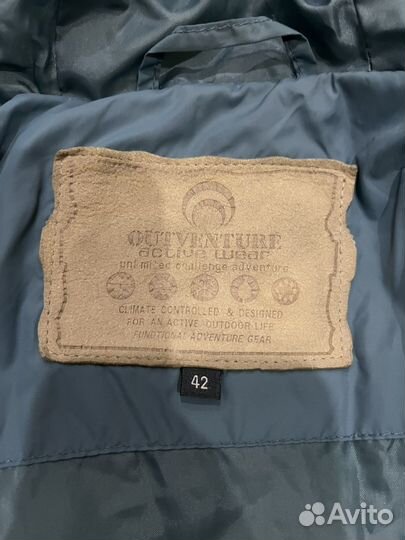 OUTVENTURE
active wear
unlimited challenge adventure
CLIMATE CONTROLLED & DESIGNED
FOR AN ACTIVE OUTDOOR LIFE
FUNCTIONAL ADVENTURE GEAR
42
Avito